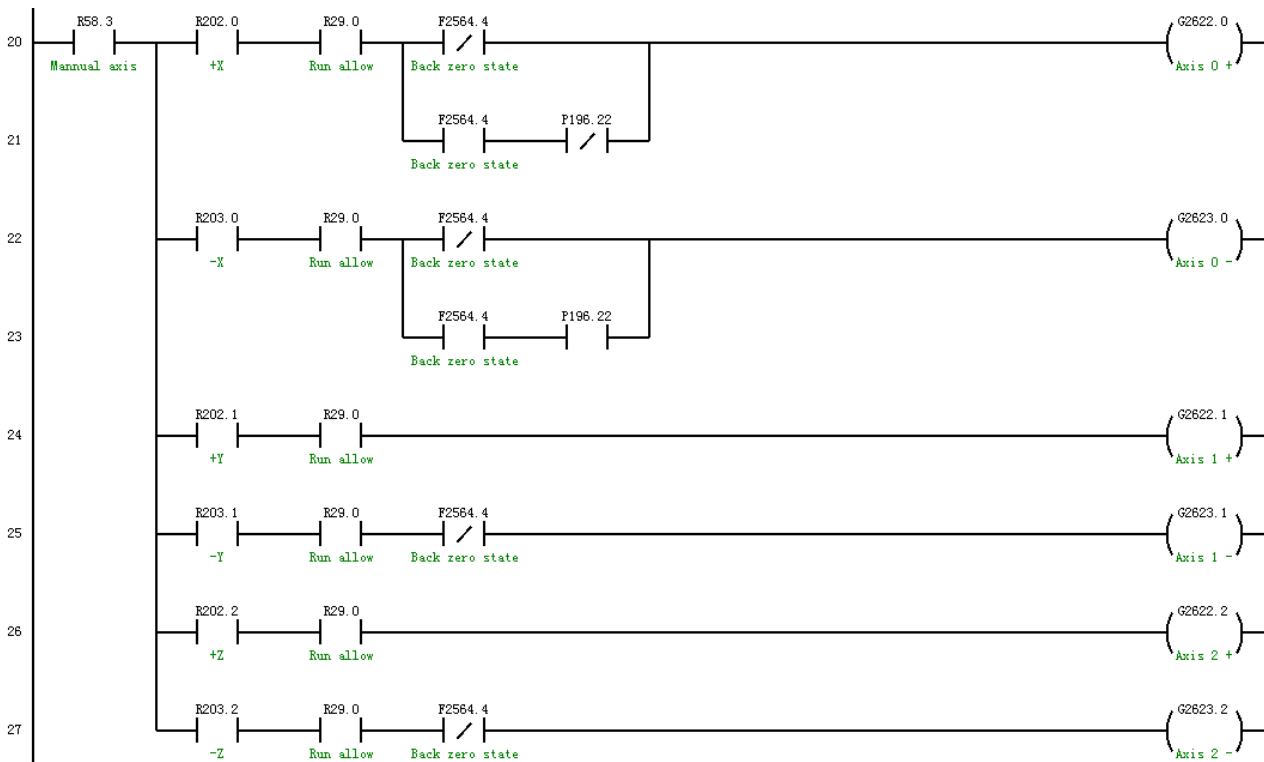 R58.3 R202.0 R29.0 F2564.4 G2622.0
20
Mannual axis +X Run allow Back zero state Axis 0 +
F2564.4 P196.22
21
Back zero state
R203.0 R29.0 F2564.4 G2623.0
22
-X Run allow Back zero state Axis 0 -
F2564.4 P196.22
23
Back zero state
R202.1 R29.0 G2622.1
24
+Y Run allow Axis 1 +
R203.1 R29.0 F2564.4 G2623.1
25
-Y Run allow Back zero state Axis 1 -
R202.2 R29.0 G2622.2
26
+Z Run allow Axis 2 +
R203.2 R29.0 F2564.4 G2623.2
27
-Z Run allow Back zero state Axis 2 -